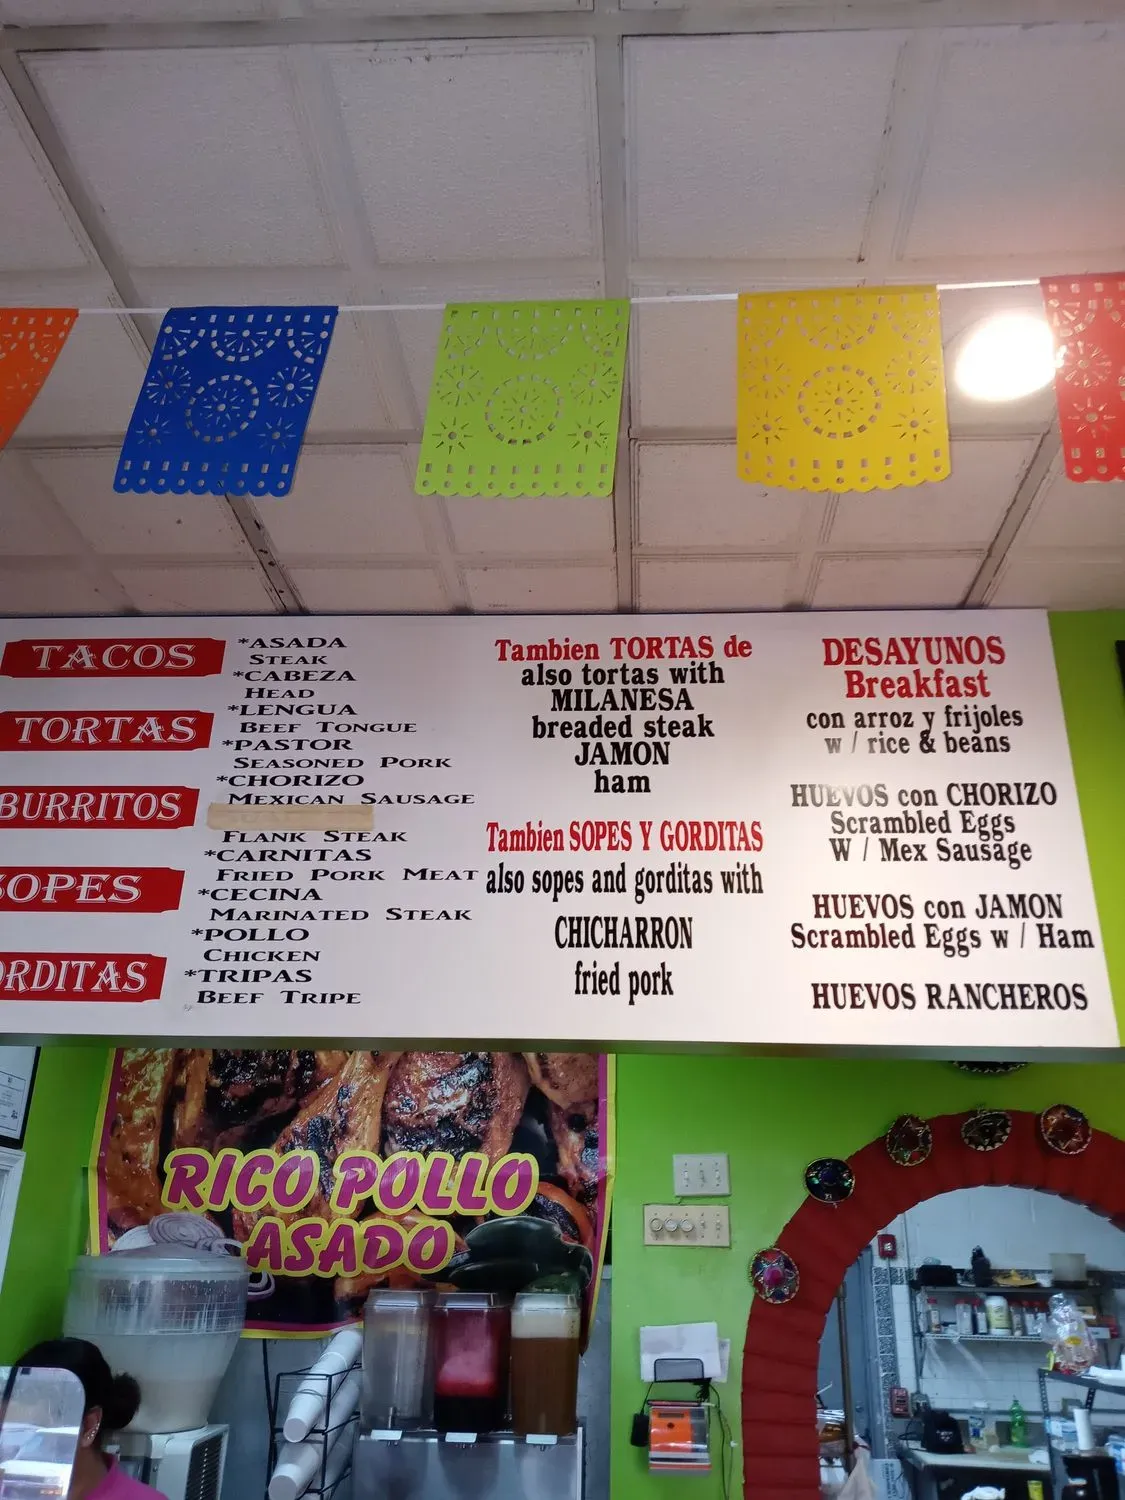 TACOS
TORTAS
BURRITOS
SOPES
ORDITAS
*ASADA
STEAK
*CABEZA
HEAD
*LENGUA
BEEF TONGUE
*PASTOR
SEASONED PORK
*CHORIZO
MEXICAN SAUSAGE
FLANK STEAK
*CARNITAS
FRIED PORK MEAT
*CECINA
MARINATED STEAK
*POLLO
CHICKEN
*TRIPAS
BEEF TRIPE
Tambien TORTAS de
also tortas with
MILANESA
breaded steak
JAMON
ham
Tambien SOPES Y GORDITAS
also sopes and gorditas with
CHICHARRON
fried pork
DESAYUNOS
Breakfast
con arroz y frijoles
w / rice & beans
HUEVOS con CHORIZO
Scrambled Eggs
W / Mex Sausage
HUEVOS con JAMON
Scrambled Eggs w / Ham
HUEVOS RANCHEROS
RICO POLLO
ASADO